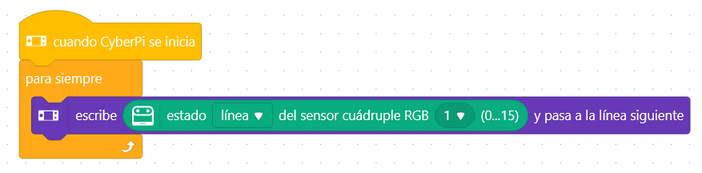 cuando CyberPi se inicia
para siempre
escribe estado línea del sensor cuádruple RGB 1 (0...15) y pasa a la línea siguiente